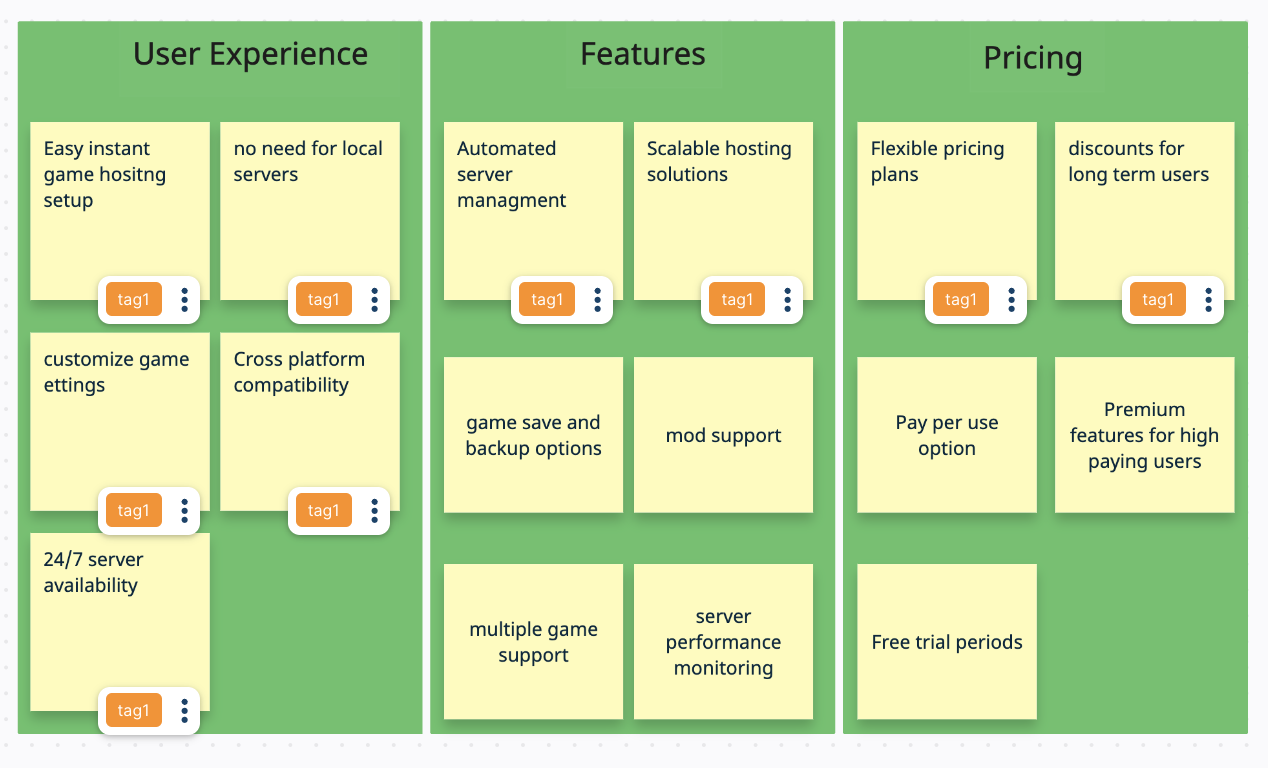 User Experience
Easy instant
game hositng
setup
tag1
no need for local
servers
tag1
customize game
ettings
tag1
Cross platform
compatibility
tag1
24/7 server
availability
tag1
Features
Automated
server
managment
tag1
Scalable hosting
solutions
tag1
game save and
backup options
mod support
multiple game
support
server
performance
monitoring
Pricing
Flexible pricing
plans
tag1
discounts for
long term users
tag1
Pay per use
option
Premium
features for high
paying users
Free trial periods